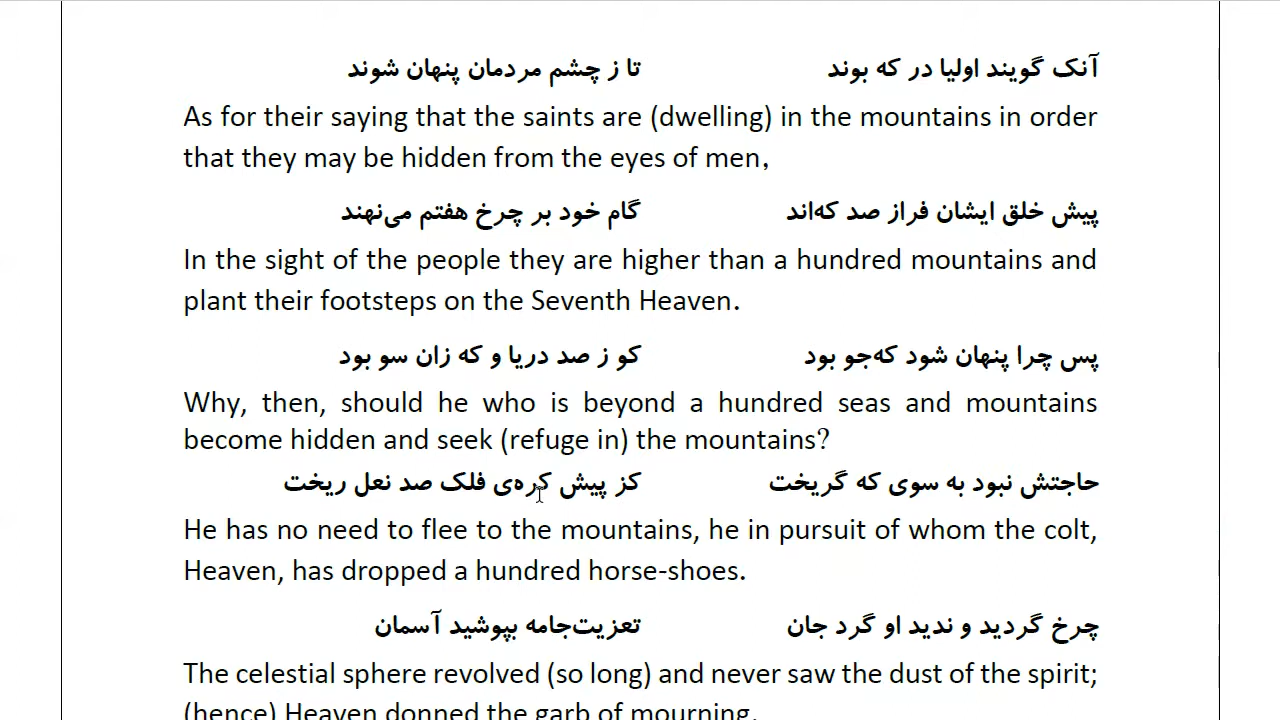 آنک گویند اولیا در که بوند تا ز چشم مردمان پنهان شوند
As for their saying that the saints are (dwelling) in the mountains in order
that they may be hidden from the eyes of men,
پیش خلق ایشان فراز صد که‌اند گام خود بر چرخ هفتم می‌نهند
In the sight of the people they are higher than a hundred mountains and
plant their footsteps on the Seventh Heaven.
پس چرا پنهان شود که‌جو بود کو ز صد دریا و که زان سو بود
Why, then, should he who is beyond a hundred seas and mountains
become hidden and seek (refuge in) the mountains?
حاجتش نبود به سوی که گریخت کز پیش کره‌ی فلک صد نعل ریخت
He has no need to flee to the mountains, he in pursuit of whom the colt,
Heaven, has dropped a hundred horse-shoes.
چرخ گردید و ندید او گرد جان تعزیت‌جامه بپوشید آسمان
The celestial sphere revolved (so long) and never saw the dust of the spirit;
(hence) Heaven donned the garb of mourning.